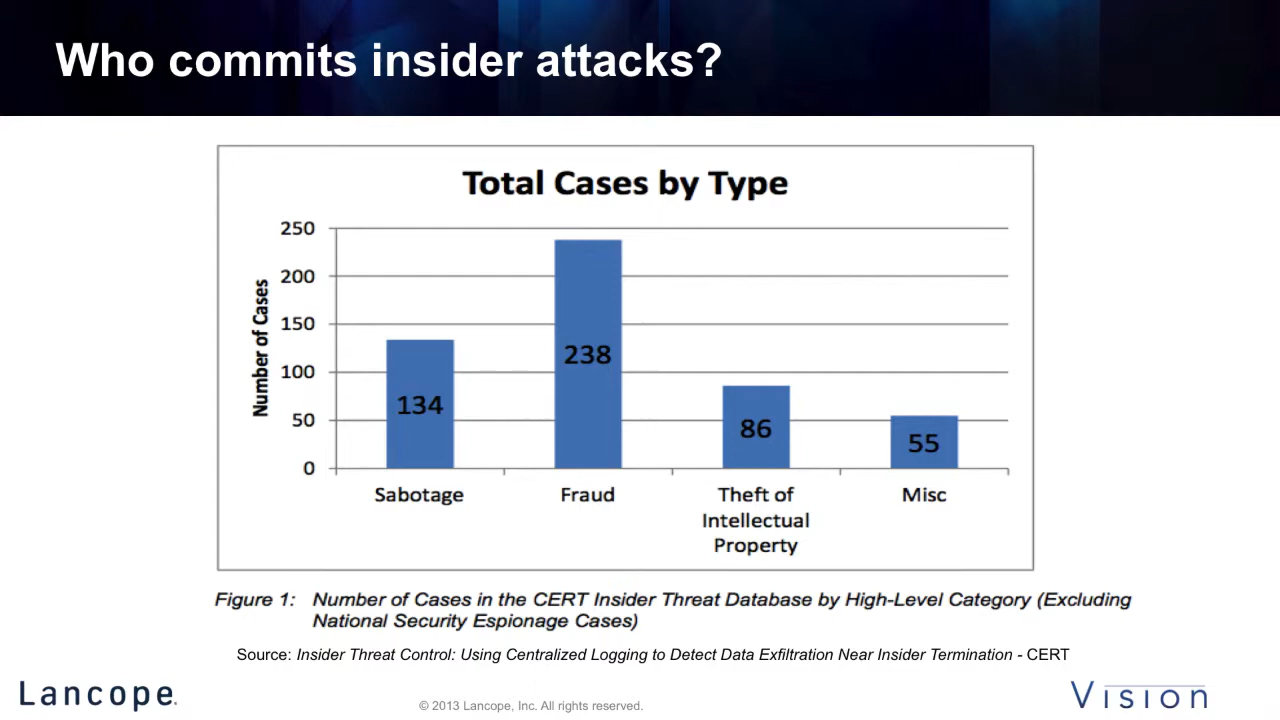 Who commits insider attacks?
Total Cases by Type
Number of Cases
250
200
150
100
50
0
134
238
86
55
Sabotage
Fraud
Theft of
Intellectual
Property
Misc
Figure 1: Number of Cases in the CERT Insider Threat Database by High-Level Category (Excluding
National Security Espionage Cases)
Source: Insider Threat Control: Using Centralized Logging to Detect Data Exfiltration Near Insider Termination - CERT
Lancope.
© 2013 Lancope, Inc. All rights reserved.
Vision